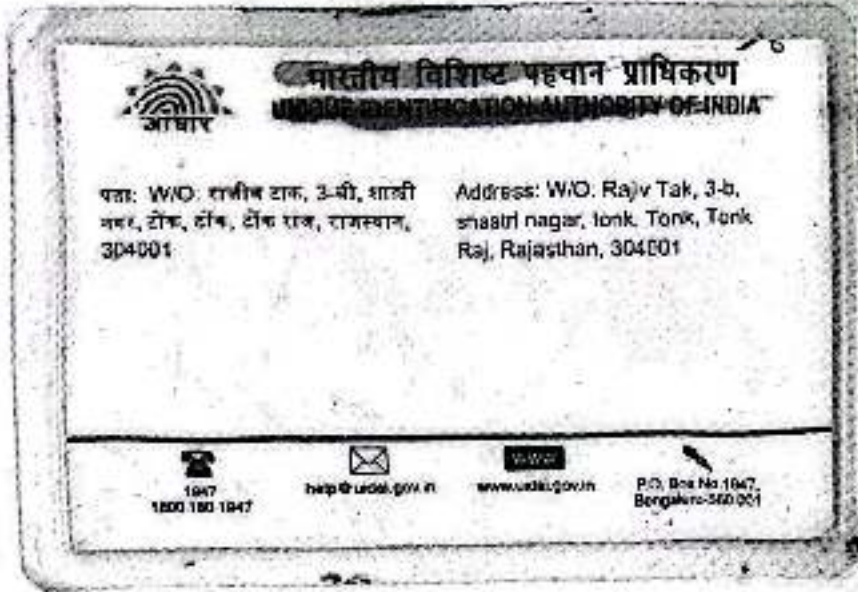 भारतीय विशिष्ट पहचान प्राधिकरण
UNIQUE IDENTIFICATION AUTHORITY OF INDIA
आधार
पता: W/O: राजीव टाक, 3-बी, शास्त्री
नगर, टोंक, टोंक, टोंक राज, राजस्थान,
304001
Address: W/O: Rajiv Tak, 3-b,
shastri nagar, tonk, Tonk, Tonk
Raj, Rajasthan, 304001
1947
1800 180 1947
help@uidai.gov.in
www
www.uidai.gov.in
P.O. Box No.1947,
Bengaluru-560 001